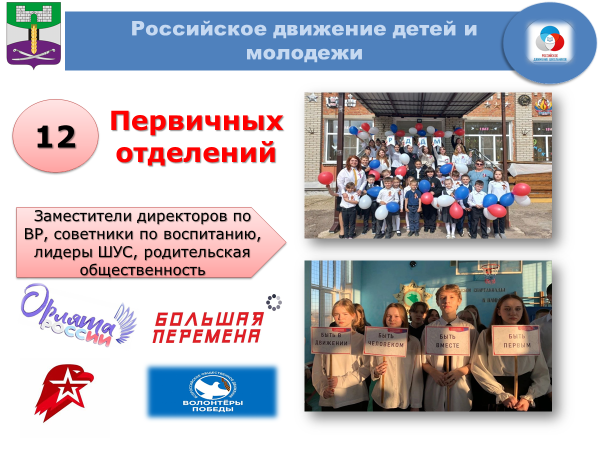 Российское движение детей и
молодежи
12
Первичных
отделений
Заместители директоров по
ВР, советники по воспитанию,
лидеры ШУС, родительская
общественность
Орлята
России
БОЛЬШАЯ
ПЕРЕМЕНА
ВОЛОНТЁРЫ
ПОБЕДЫ
РДДМ
БЫТЬ В
ДВИЖЕНИИ
БЫТЬ
ЧЕЛОВЕКОМ
БЫТЬ
ВМЕСТЕ
БЫТЬ
ПЕРВЫМ